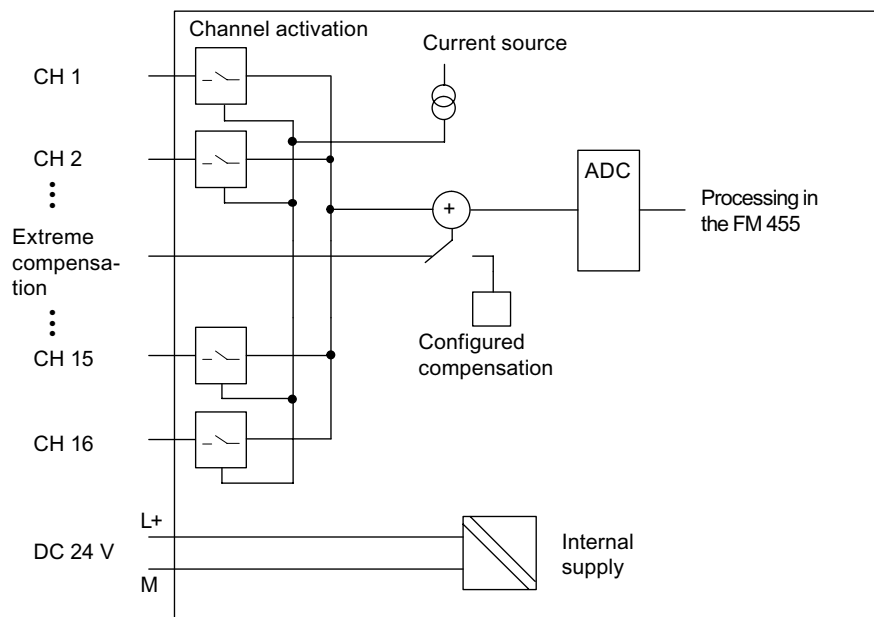 Channel activation
Current source
CH 1
CH 2
ADC
Processing in
the FM 455
+
Extreme
compensa-
tion
Configured
compensation
CH 15
CH 16
L+
DC 24 V
M
Internal
supply